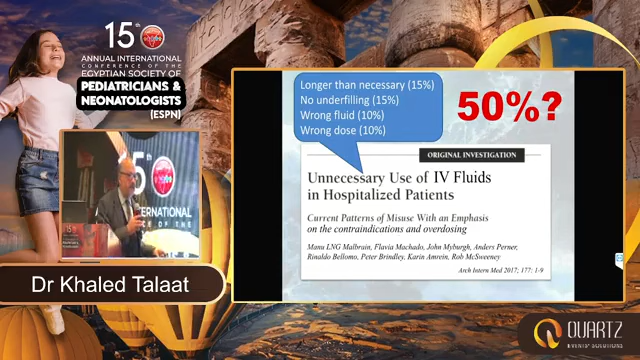 15th
ANNUAL INTERNATIONAL
CONFERENCE OF THE
EGYPTIAN SOCIETY OF
PEDIATRICIANS &
NEONATOLOGISTS
(ESPN)
Longer than necessary (15%)
No underfilling (15%)
Wrong fluid (10%)
Wrong dose (10%)
50%?
ORIGINAL INVESTIGATION
Unnecessary Use of IV Fluids
in Hospitalized Patients
Current Patterns of Misuse With an Emphasis
on the contraindications and overdosing
Manu LNG Malbrain, Flavia Machado, John Myburgh, Anders Perner,
Rinaldo Bellomo, Peter Brindley, Karin Amrein, Rob McSweeney
Arch Intern Med 2017; 177: 1-9
15th
INTERNATIONAL
Dr Khaled Talaat
QUARTZ
EVENTS' SOLUTIONS